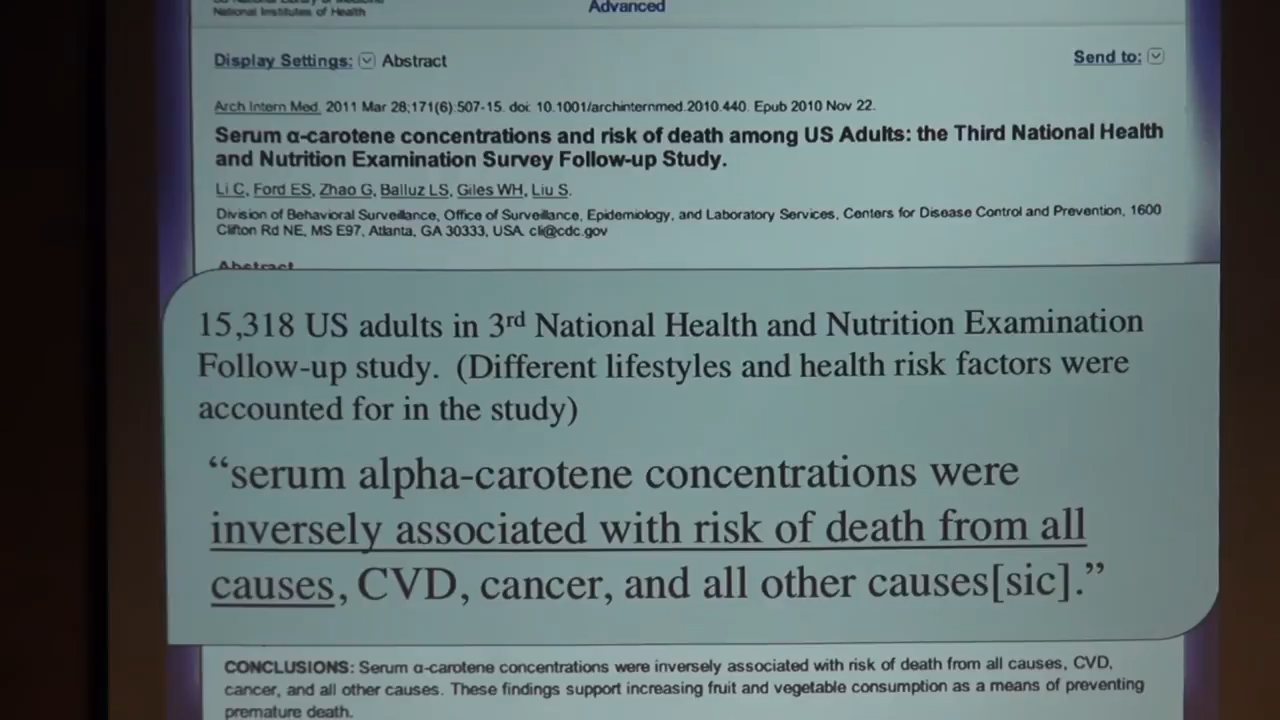 National Institutes of Health
Advanced
Display Settings: Abstract
Send to:
Arch Intern Med. 2011 Mar 28;171(6):507-15. doi: 10.1001/archinternmed.2010.440. Epub 2010 Nov 22.
Serum α-carotene concentrations and risk of death among US Adults: the Third National Health
and Nutrition Examination Survey Follow-up Study.
Li C, Ford ES, Zhao G, Balluz LS, Giles WH, Liu S.
Division of Behavioral Surveillance, Office of Surveillance, Epidemiology, and Laboratory Services, Centers for Disease Control and Prevention, 1600
Clifton Rd NE, MS E97, Atlanta, GA 30333, USA. cli@cdc.gov
Abstract
15,318 US adults in 3rd National Health and Nutrition Examination
Follow-up study. (Different lifestyles and health risk factors were
accounted for in the study)
“serum alpha-carotene concentrations were
inversely associated with risk of death from all
causes, CVD, cancer, and all other causes[sic].”
CONCLUSIONS: Serum α-carotene concentrations were inversely associated with risk of death from all causes, CVD,
cancer, and all other causes. These findings support increasing fruit and vegetable consumption as a means of preventing
premature death.